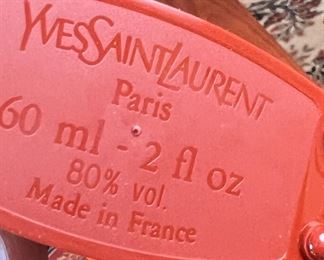 YVESSAINTLAURENT
Paris
60 ml - 2 fl oz
80% vol.
Made in France